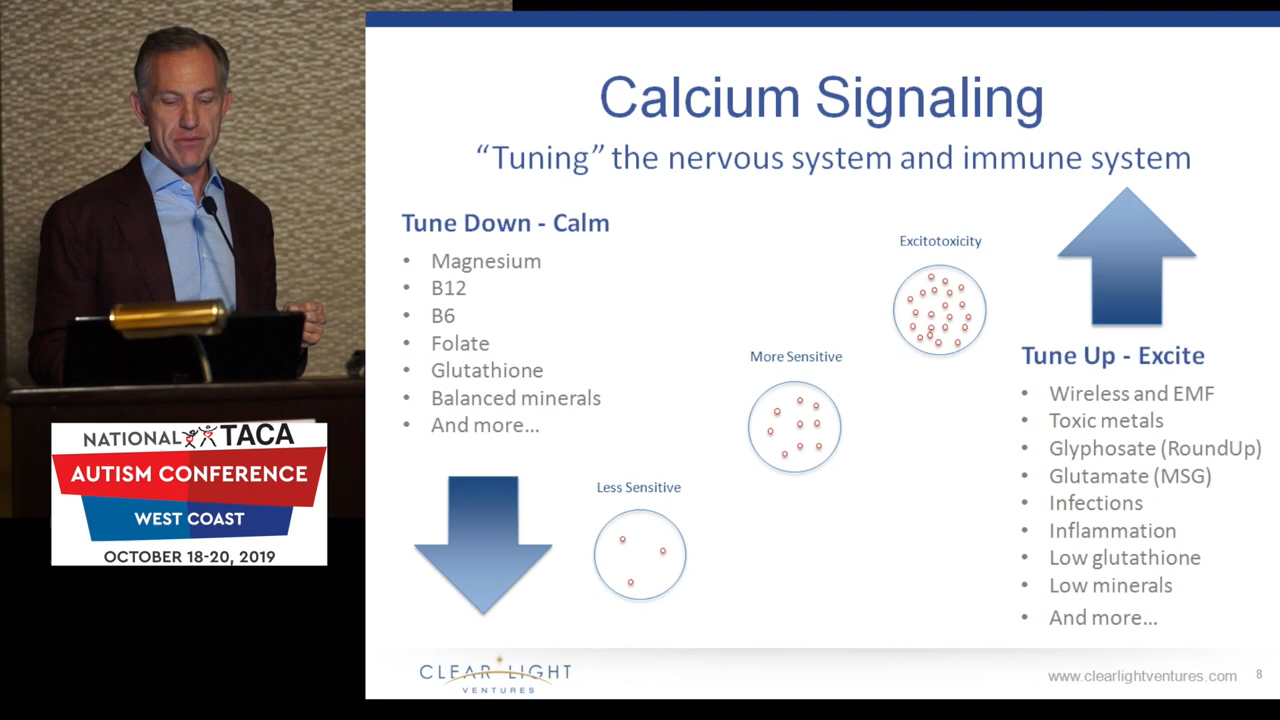 Calcium Signaling
“Tuning” the nervous system and immune system
Tune Down - Calm
• Magnesium
• B12
• B6
• Folate
• Glutathione
• Balanced minerals
• And more...
Less Sensitive
More Sensitive
Excitotoxicity
Tune Up - Excite
• Wireless and EMF
• Toxic metals
• Glyphosate (RoundUp)
• Glutamate (MSG)
• Infections
• Inflammation
• Low glutathione
• Low minerals
• And more...
CLEAR LIGHT
VENTURES
www.clearlightventures.com 8
NATIONAL TACA
AUTISM CONFERENCE
WEST COAST
OCTOBER 18-20, 2019